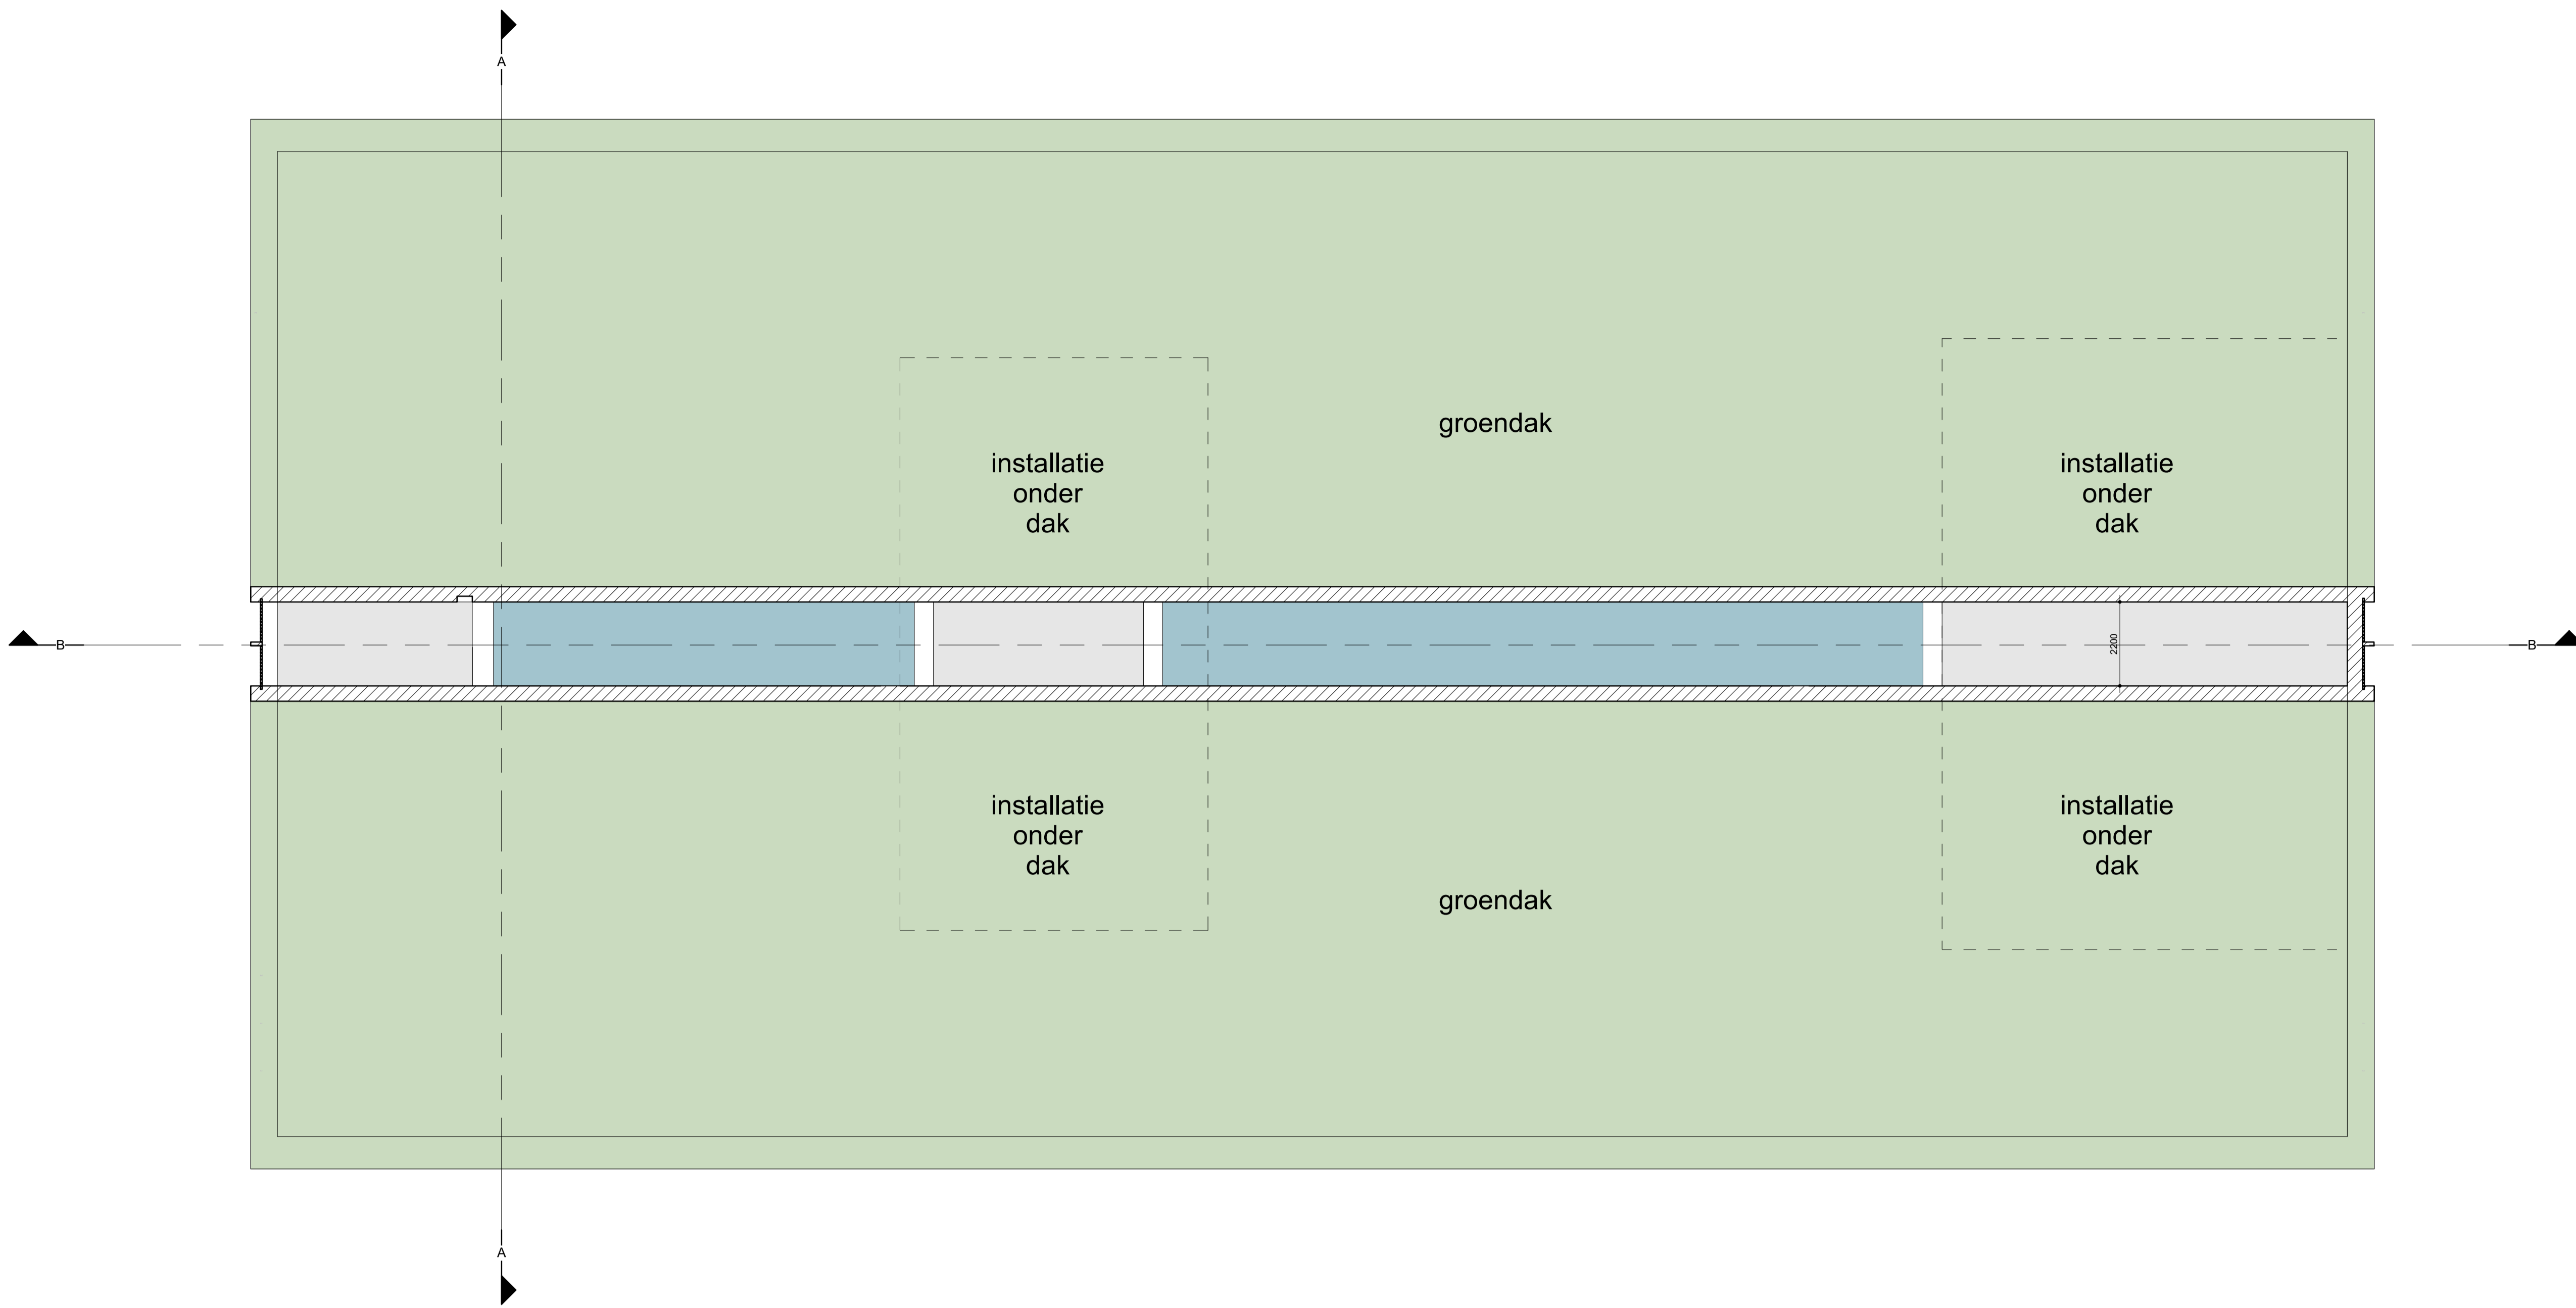 A
groendak
installatie
onder
dak
installatie
onder
dak
B
2200
B
installatie
onder
dak
installatie
onder
dak
groendak
A